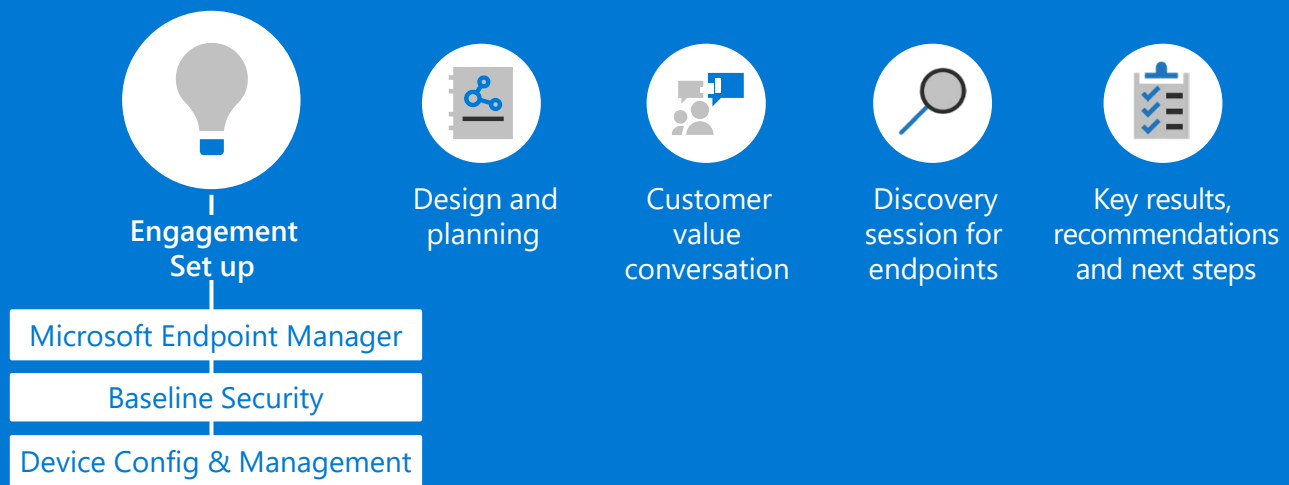 Engagement
Set up
Microsoft Endpoint Manager
Baseline Security
Device Config & Management
Design and
planning
Customer
value
conversation
Discovery
session for
endpoints
Key results,
recommendations
and next steps